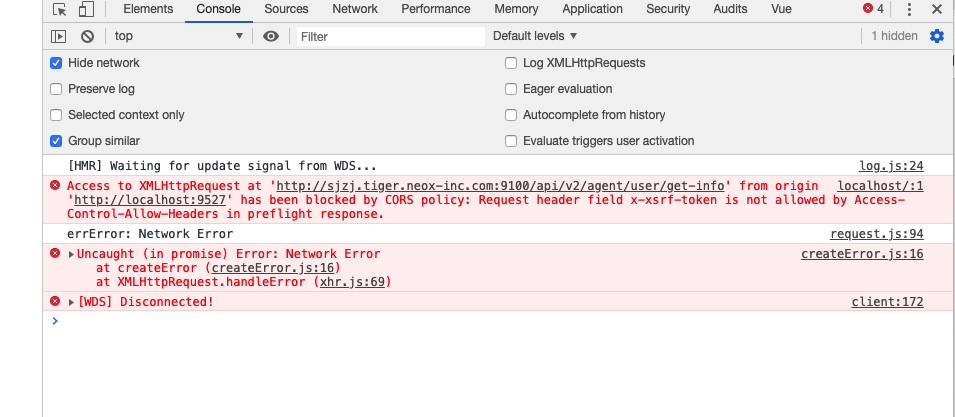 Elements Console Sources Network Performance Memory Application Security Audits Vue 4
top Filter Default levels 1 hidden
Hide network Log XMLHttpRequests
Preserve log Eager evaluation
Selected context only Autocomplete from history
Group similar Evaluate triggers user activation
[HMR] Waiting for update signal from WDS... log.js:24
Access to XMLHttpRequest at 'http://sjzj.tiger.neox-inc.com:9100/api/v2/agent/user/get-info' from origin localhost/:1
'http://localhost:9527' has been blocked by CORS policy: Request header field x-xsrf-token is not allowed by Access-
Control-Allow-Headers in preflight response.
errError: Network Error request.js:94
Uncaught (in promise) Error: Network Error createError.js:16
at createError (createError.js:16)
at XMLHttpRequest.handleError (xhr.js:69)
[WDS] Disconnected! client:172